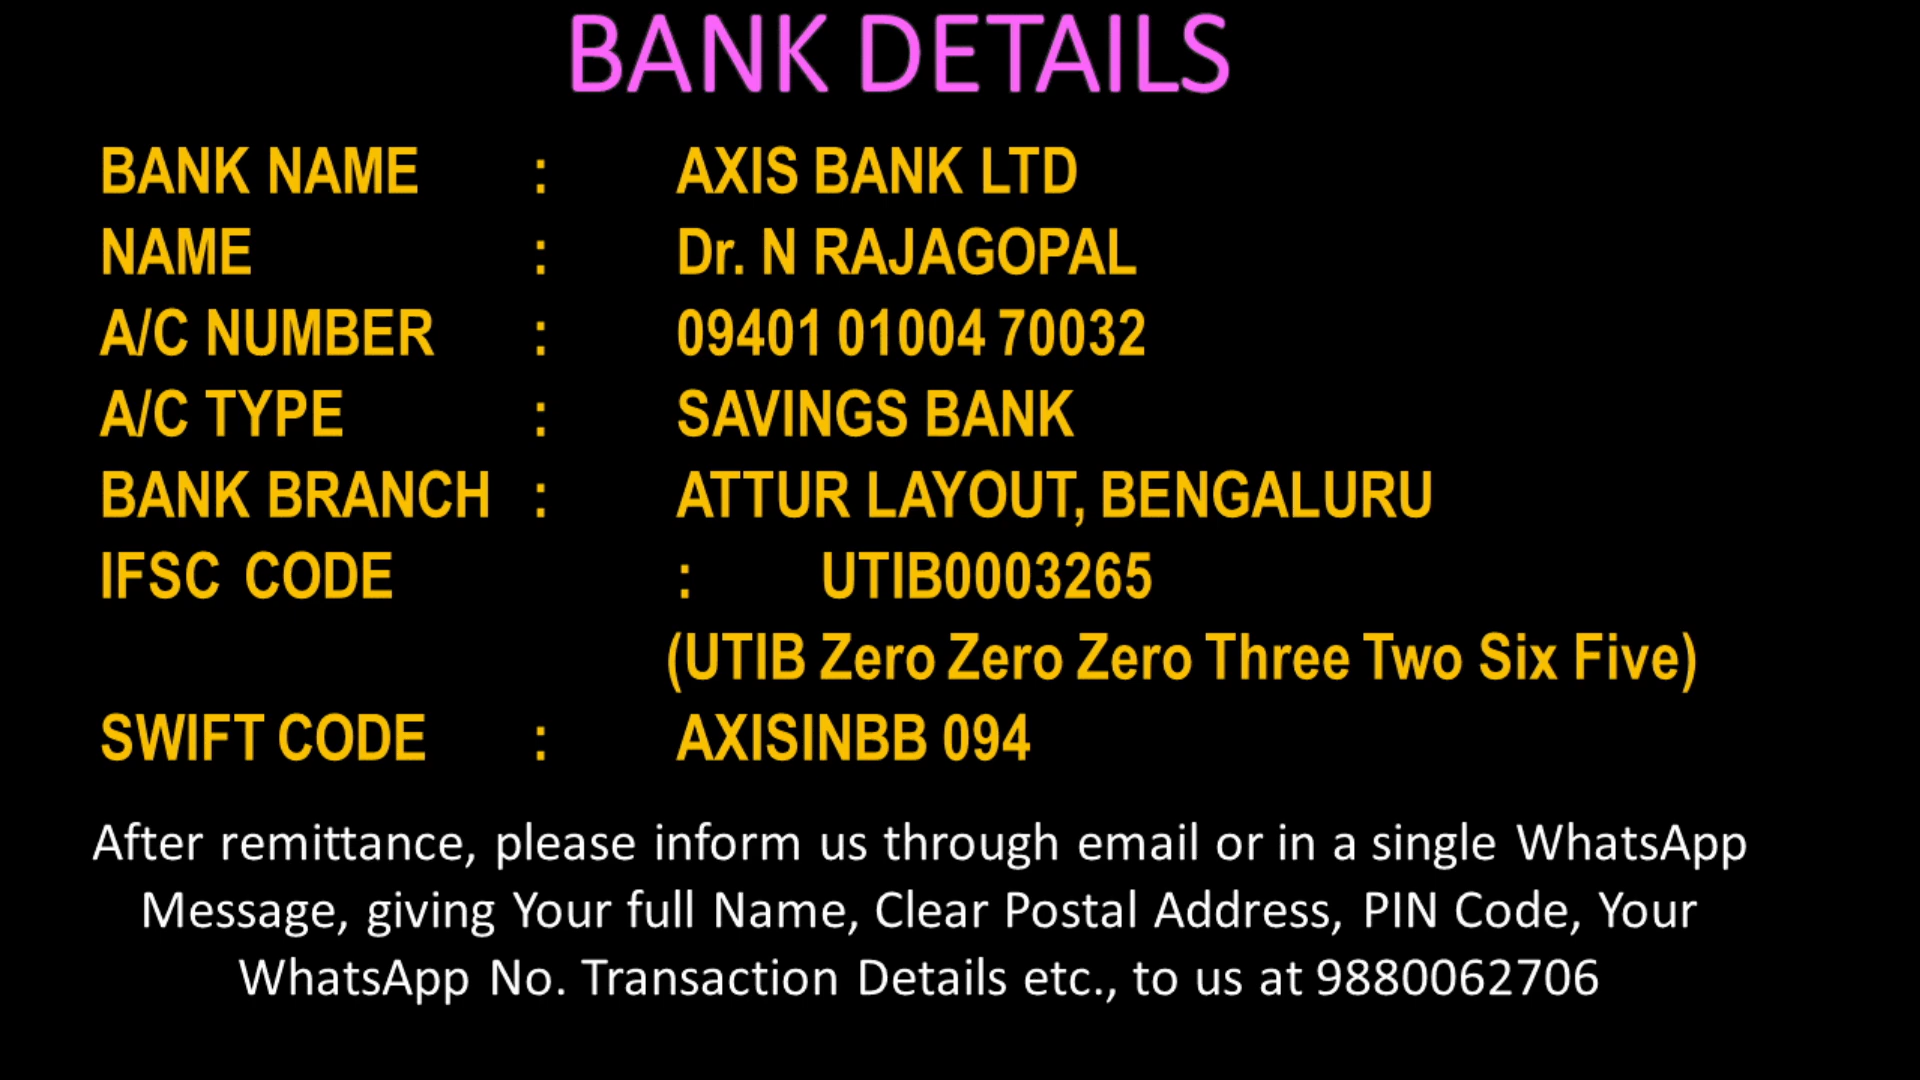 BANK DETAILS
BANK NAME : AXIS BANK LTD
NAME : Dr. N RAJAGOPAL
A/C NUMBER : 09401 01004 70032
A/C TYPE : SAVINGS BANK
BANK BRANCH : ATTUR LAYOUT, BENGALURU
IFSC CODE : UTIB0003265
(UTIB Zero Zero Zero Three Two Six Five)
SWIFT CODE : AXISINBB 094
After remittance, please inform us through email or in a single WhatsApp
Message, giving Your full Name, Clear Postal Address, PIN Code, Your
WhatsApp No. Transaction Details etc., to us at 9880062706